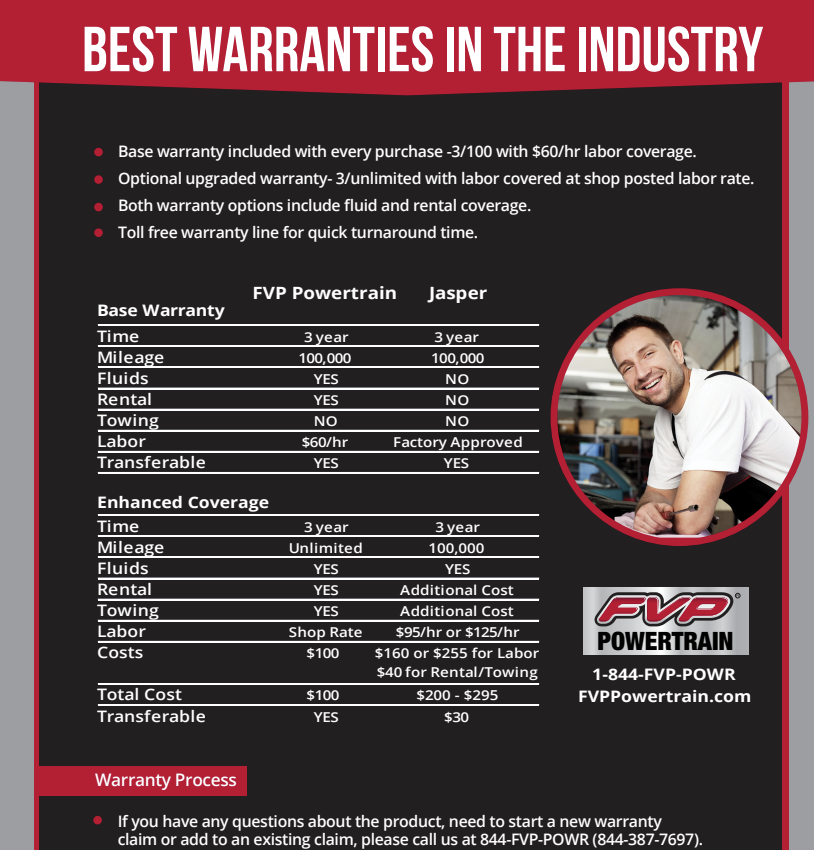 BEST WARRANTIES IN THE INDUSTRY
Base warranty included with every purchase -3/100 with $60/hr labor coverage.
Optional upgraded warranty- 3/unlimited with labor covered at shop posted labor rate.
Both warranty options include fluid and rental coverage.
Toll free warranty line for quick turnaround time.
FVP Powertrain Jasper
Base Warranty
Time 3 year 3 year
Mileage 100,000 100,000
Fluids YES NO
Rental YES NO
Towing NO NO
Labor $60/hr Factory Approved
Transferable YES YES
Enhanced Coverage
Time 3 year 3 year
Mileage Unlimited 100,000
Fluids YES YES
Rental YES Additional Cost
Towing YES Additional Cost
Labor Shop Rate $95/hr or $125/hr
Costs $100 $160 or $255 for Labor
$40 for Rental/Towing
Total Cost $100 $200 - $295
Transferable YES $30
FVP®
POWERTRAIN
1-844-FVP-POWR
FVPPowertrain.com
Warranty Process
If you have any questions about the product, need to start a new warranty
claim or add to an existing claim, please call us at 844-FVP-POWR (844-387-7697).